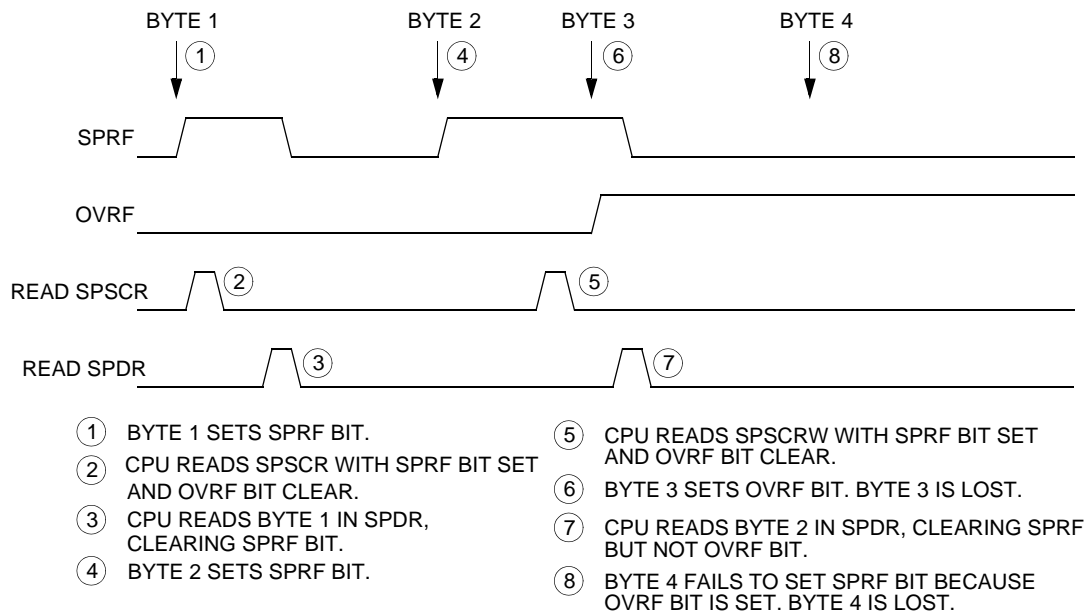 BYTE 1 BYTE 2 BYTE 3 BYTE 4
1 4 6 8
SPRF
OVRF
READ SPSCR 2 5
READ SPDR 3 7
1 BYTE 1 SETS SPRF BIT.
2 CPU READS SPSCR WITH SPRF BIT SET
AND OVRF BIT CLEAR.
3 CPU READS BYTE 1 IN SPDR,
CLEARING SPRF BIT.
4 BYTE 2 SETS SPRF BIT.
5 CPU READS SPSCRW WITH SPRF BIT SET
AND OVRF BIT CLEAR.
6 BYTE 3 SETS OVRF BIT. BYTE 3 IS LOST.
7 CPU READS BYTE 2 IN SPDR, CLEARING SPRF
BUT NOT OVRF BIT.
8 BYTE 4 FAILS TO SET SPRF BIT BECAUSE
OVRF BIT IS SET. BYTE 4 IS LOST.